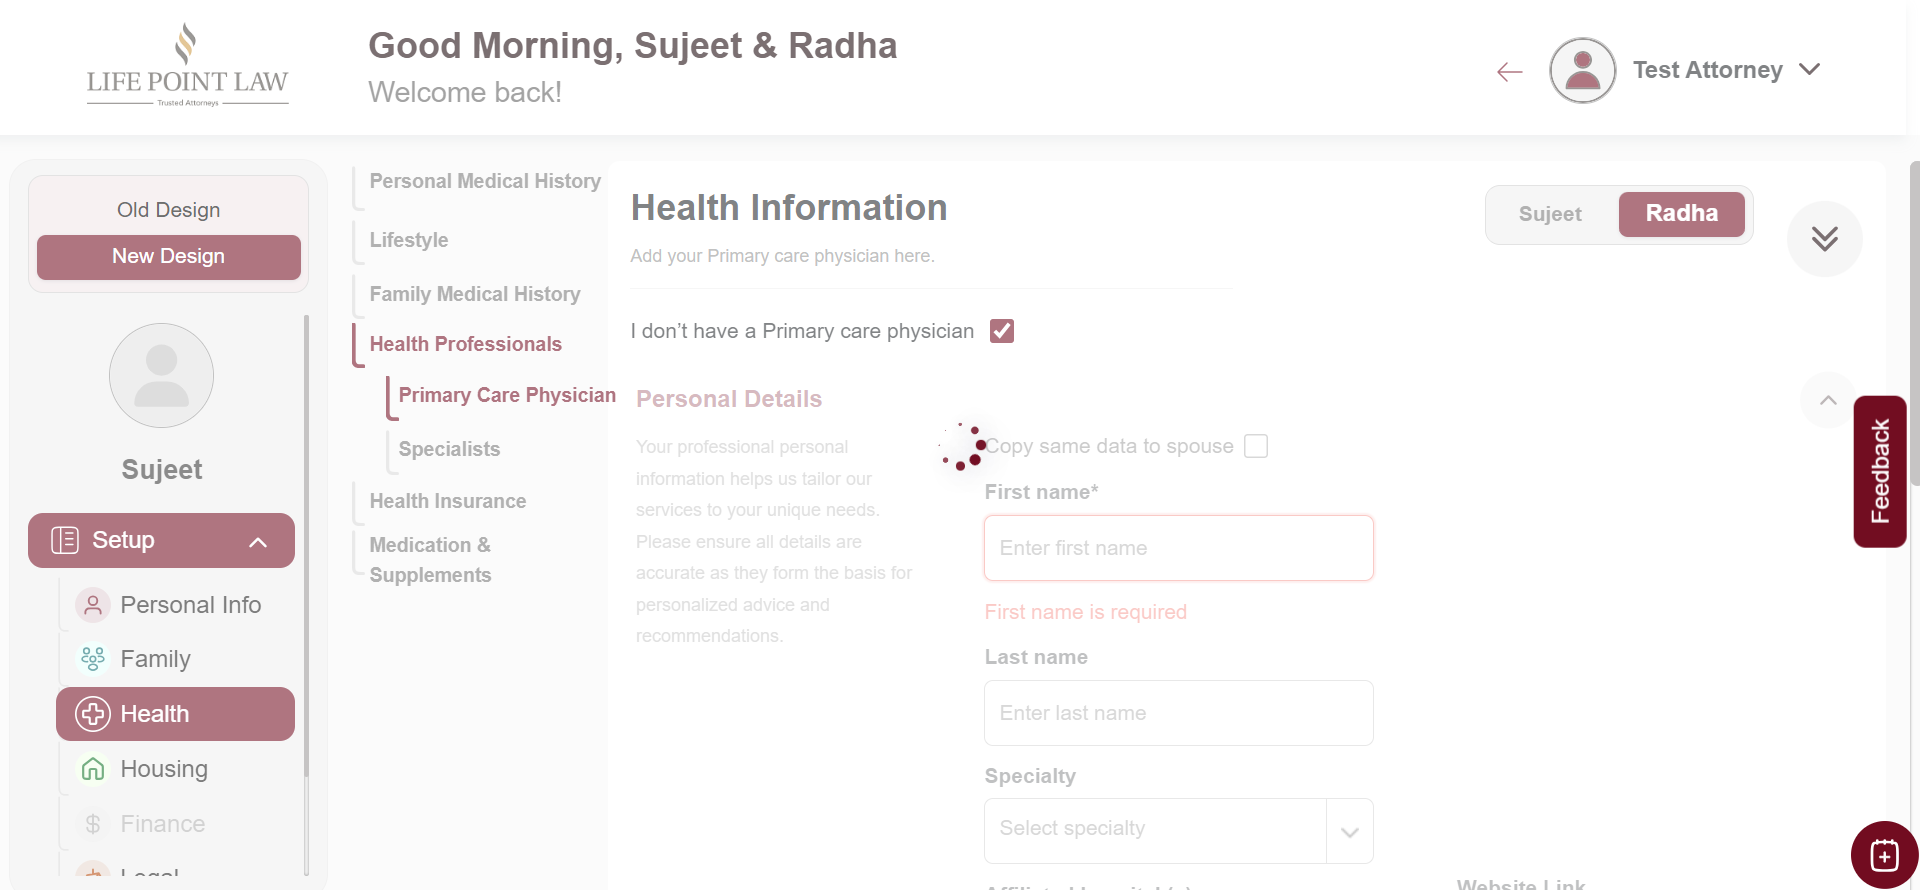 LIFE POINT LAW
Trusted Attorneys
Good Morning, Sujeet & Radha
Welcome back!
Test Attorney
Old Design
New Design
Sujeet
Setup
Personal Info
Family
Health
Housing
Finance
Legal
Personal Medical History
Lifestyle
Family Medical History
Health Professionals
Primary Care Physician
Specialists
Health Insurance
Medication &
Supplements
Health Information
Add your Primary care physician here.
Sujeet
Radha
I don’t have a Primary care physician
Personal Details
Your professional personal
information helps us tailor our
services to your unique needs.
Please ensure all details are
accurate as they form the basis for
personalized advice and
recommendations.
Copy same data to spouse
First name*
Enter first name
First name is required
Last name
Enter last name
Specialty
Select specialty
Affiliated Hospital(s)
Website Link
Feedback